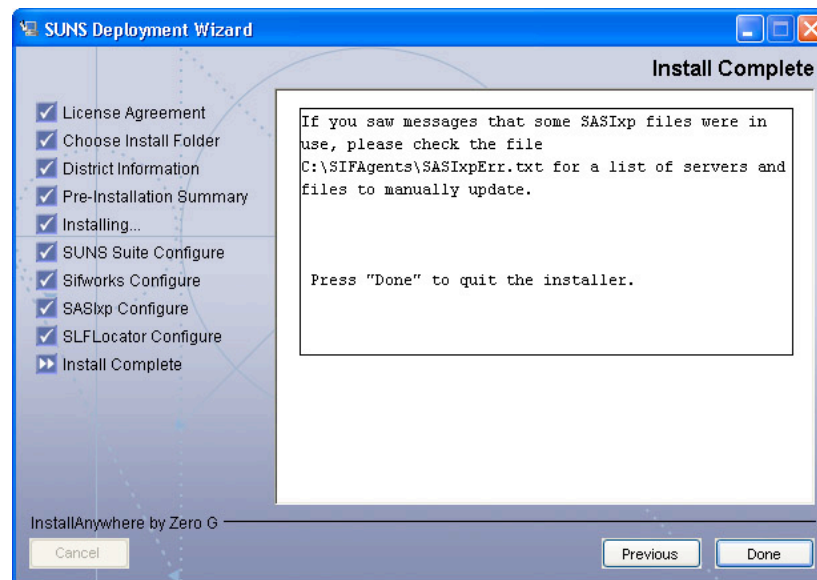 SUNS Deployment Wizard
Install Complete
License Agreement
Choose Install Folder
District Information
Pre-Installation Summary
Installing...
SUNS Suite Configure
Sifworks Configure
SASIxp Configure
SLFLocator Configure
Install Complete
If you saw messages that some SASIxp files were in
use, please check the file
C:\SIFAgents\SASIxpErr.txt for a list of servers and
files to manually update.
Press "Done" to quit the installer.
InstallAnywhere by Zero G
Cancel
Previous
Done